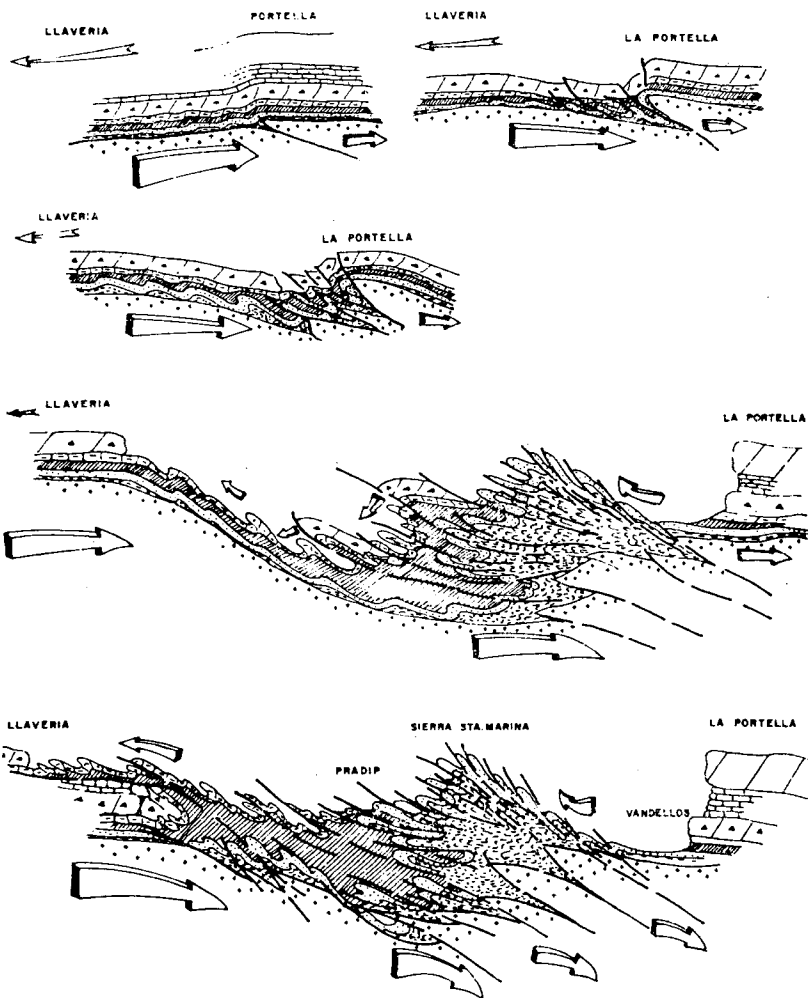 LLAVERIA
PORTELLA
LLAVERIA
LA PORTELLA
LLAVERIA
LA PORTELLA
LLAVERIA
LA PORTELLA
LLAVERIA
SIERRA STA. MARINA
LA PORTELLA
PRADIP
VANDELLOS